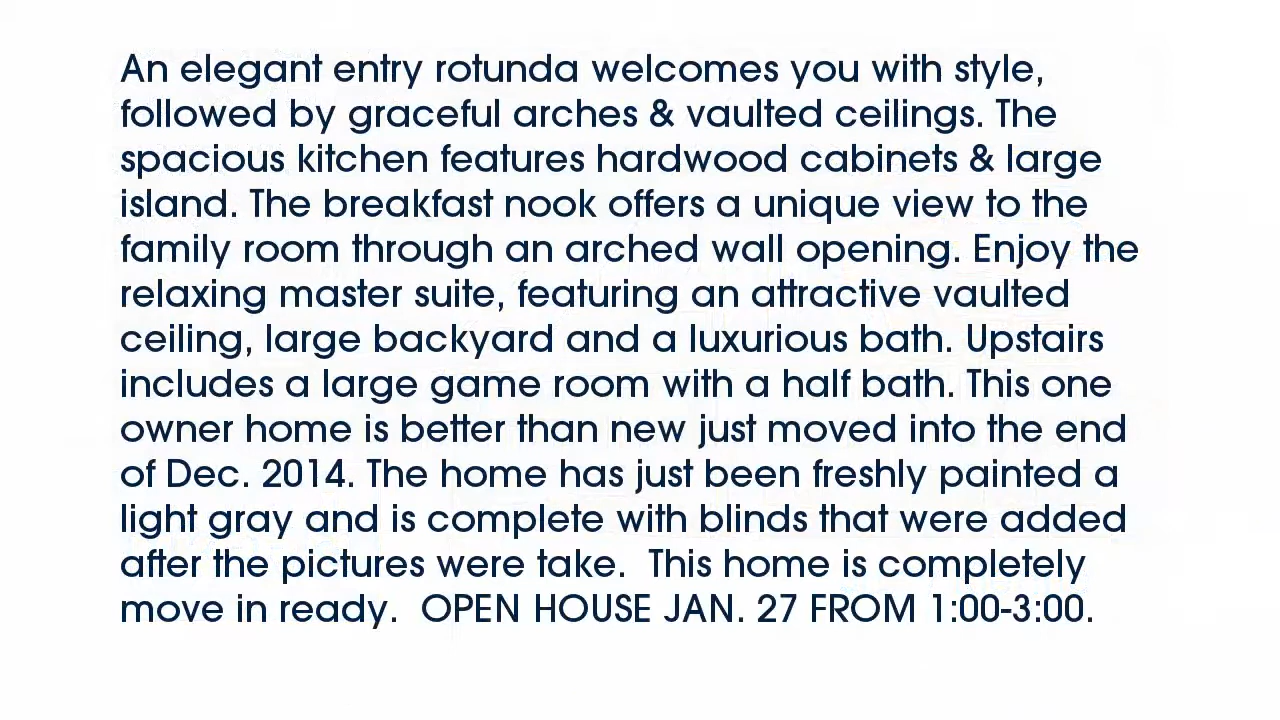 An elegant entry rotunda welcomes you with style,
followed by graceful arches & vaulted ceilings. The
spacious kitchen features hardwood cabinets & large
island. The breakfast nook offers a unique view to the
family room through an arched wall opening. Enjoy the
relaxing master suite, featuring an attractive vaulted
ceiling, large backyard and a luxurious bath. Upstairs
includes a large game room with a half bath. This one
owner home is better than new just moved into the end
of Dec. 2014. The home has just been freshly painted a
light gray and is complete with blinds that were added
after the pictures were take.  This home is completely
move in ready.  OPEN HOUSE JAN. 27 FROM 1:00-3:00.